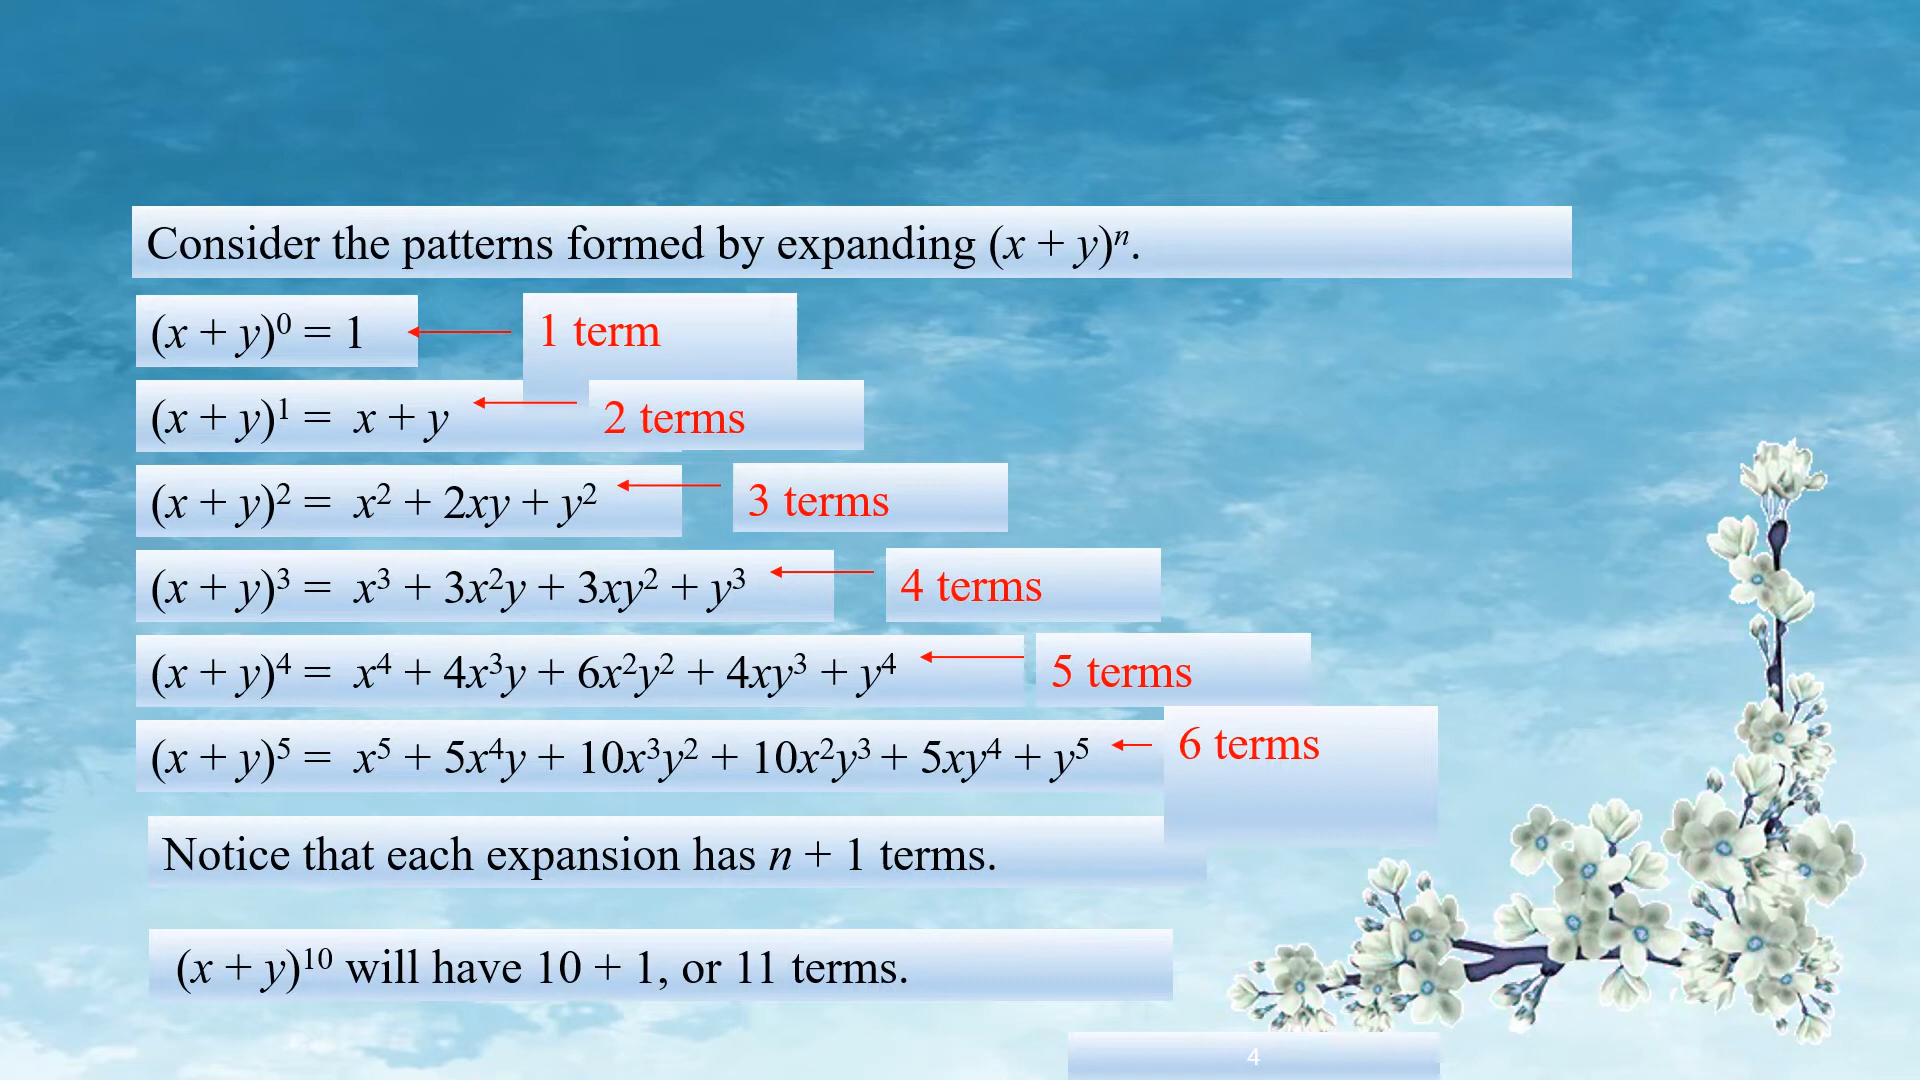 Consider the patterns formed by expanding (x + y)ⁿ.
(x + y)⁰ = 1 1 term
(x + y)¹ = x + y 2 terms
(x + y)² = x² + 2xy + y² 3 terms
(x + y)³ = x³ + 3x²y + 3xy² + y³ 4 terms
(x + y)⁴ = x⁴ + 4x³y + 6x²y² + 4xy³ + y⁴ 5 terms
(x + y)⁵ = x⁵ + 5x⁴y + 10x³y² + 10x²y³ + 5xy⁴ + y⁵ 6 terms
Notice that each expansion has n + 1 terms.
(x + y)¹⁰ will have 10 + 1, or 11 terms.
4